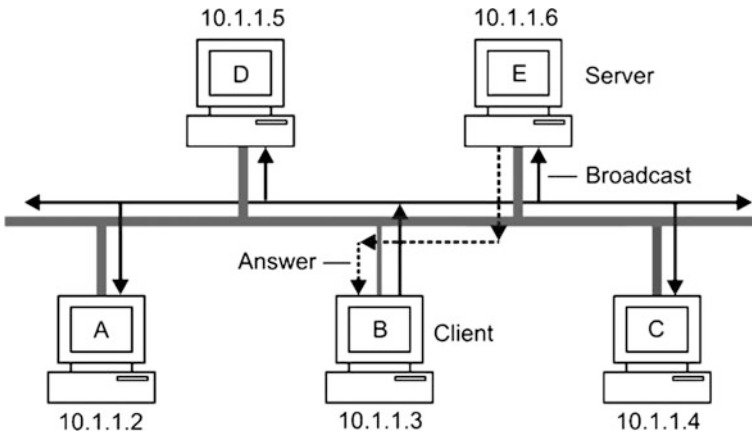 10.1.1.5
10.1.1.6
D
E
Server
Broadcast
Answer
A
B
Client
C
10.1.1.2
10.1.1.3
10.1.1.4